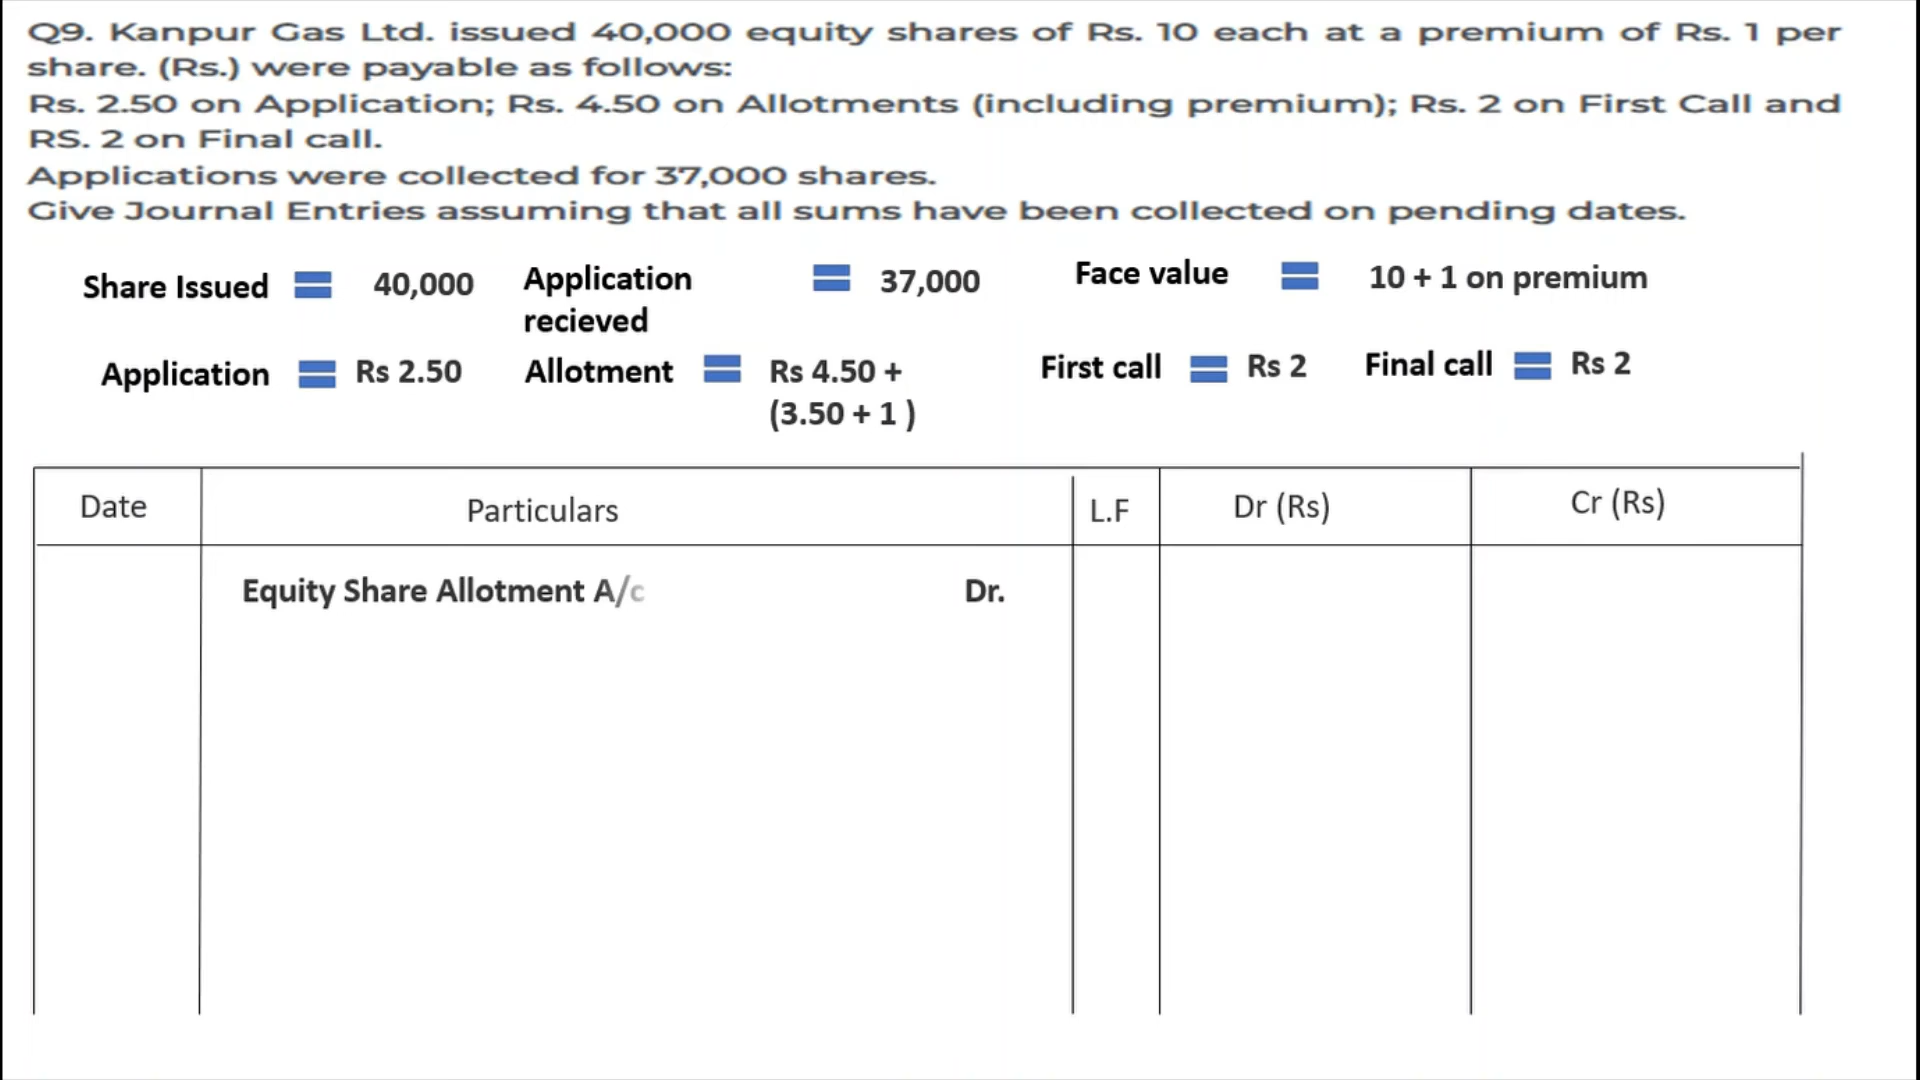 Q9. Kanpur Gas Ltd. issued 40,000 equity shares of Rs. 10 each at a premium of Rs. 1 per
share. (Rs.) were payable as follows:
Rs. 2.50 on Application; Rs. 4.50 on Allotments (including premium); Rs. 2 on First Call and
RS. 2 on Final call.
Applications were collected for 37,000 shares.
Give Journal Entries assuming that all sums have been collected on pending dates.
Share Issued = 40,000 Application recieved = 37,000 Face value = 10 + 1 on premium
Application = Rs 2.50 Allotment = Rs 4.50 + (3.50 + 1 ) First call = Rs 2 Final call = Rs 2
Date Particulars L.F Dr (Rs) Cr (Rs)
Equity Share Allotment A/c Dr.